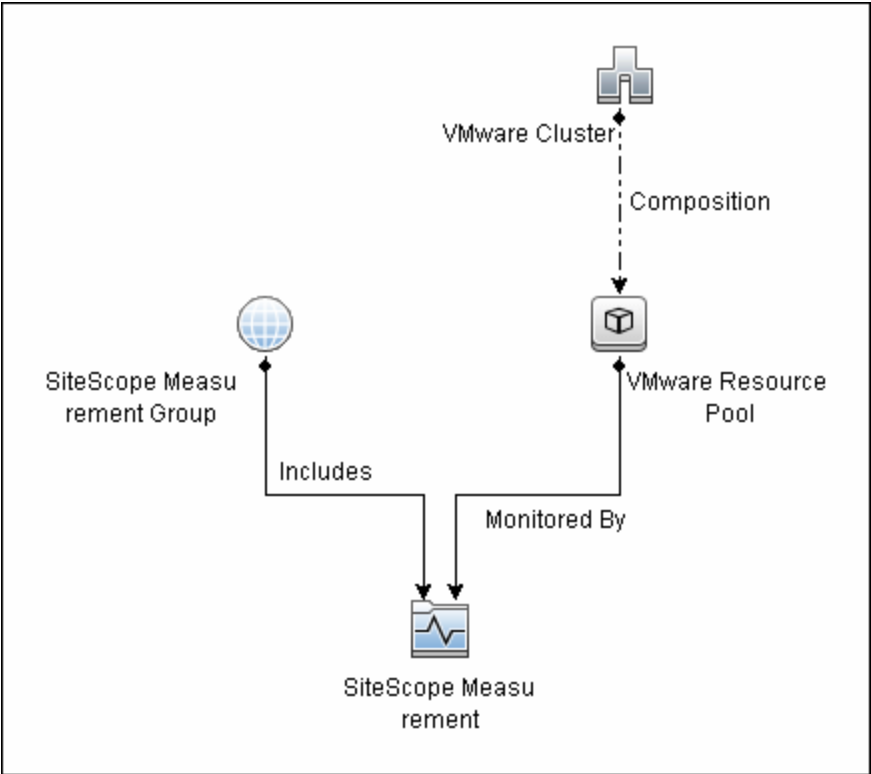 VMware Cluster
Composition
SiteScope Measu
rement Group
VMware Resource
Pool
Includes
Monitored By
SiteScope Measu
rement